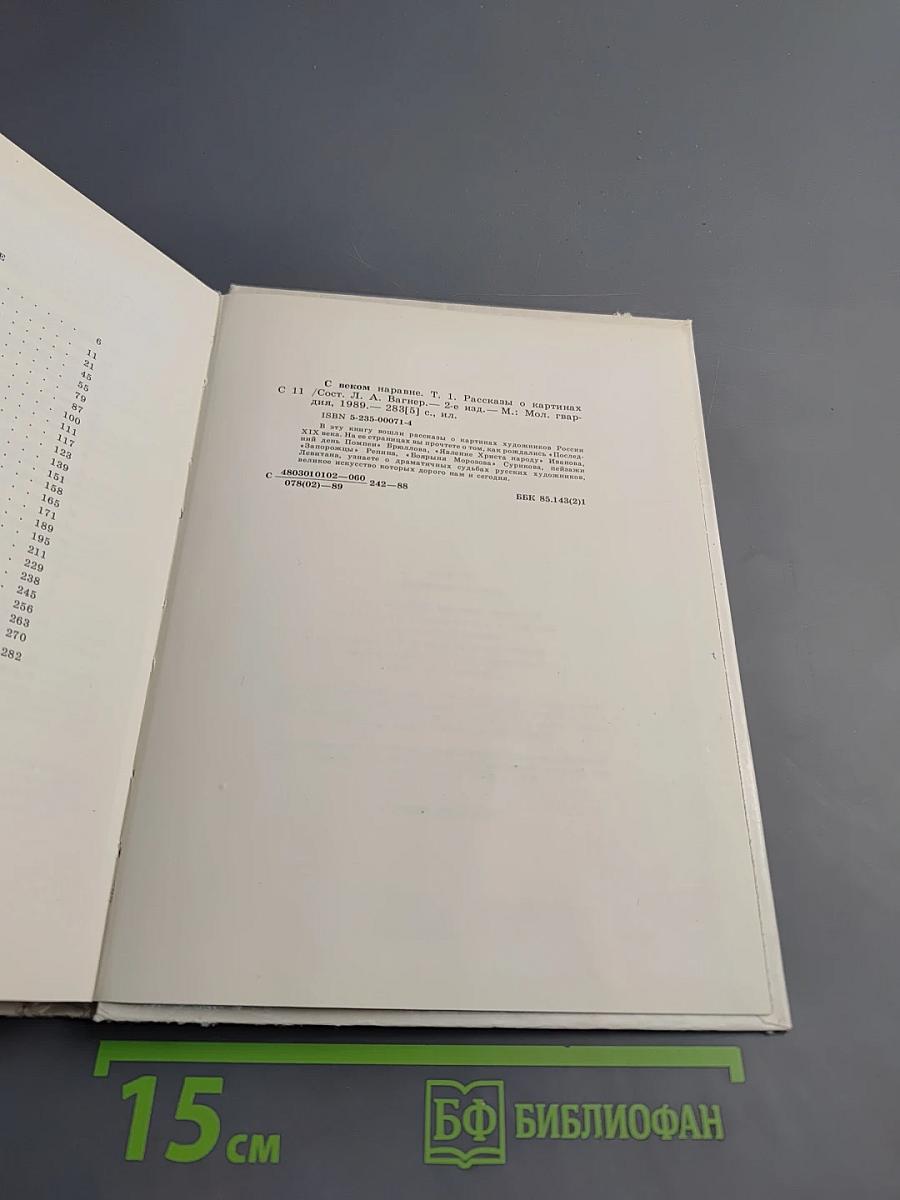 Е
6
11
21
45
55
79
87
100
111
117
123
139
151
158
165
171
189
195
211
229
238
245
256
263
270
282
С веком наравне. Т. 1. Рассказы о картинах
С 11 /Сост. Л. А. Вагнер.— 2-е изд.— М.: Мол. гвар-
дия, 1989.— 283[5] с., ил.
ISBN 5-235-00071-4
В эту книгу вошли рассказы о картинах художников России
XIX века. На ее страницах вы прочтете о том, как рождались «Послед-
ний день Помпеи» Брюллова, «Явление Христа народу» Иванова,
«Запорожцы» Репина, «Боярыня Морозова» Сурикова, пейзажи
Левитана, узнаете о драматичных судьбах русских художников,
великое искусство которых дорого нам и сегодня.
С 4803010102—060 242—88
078(02)—89
ББК 85.143(2)1
15 см
БФ БИБЛИОФАН